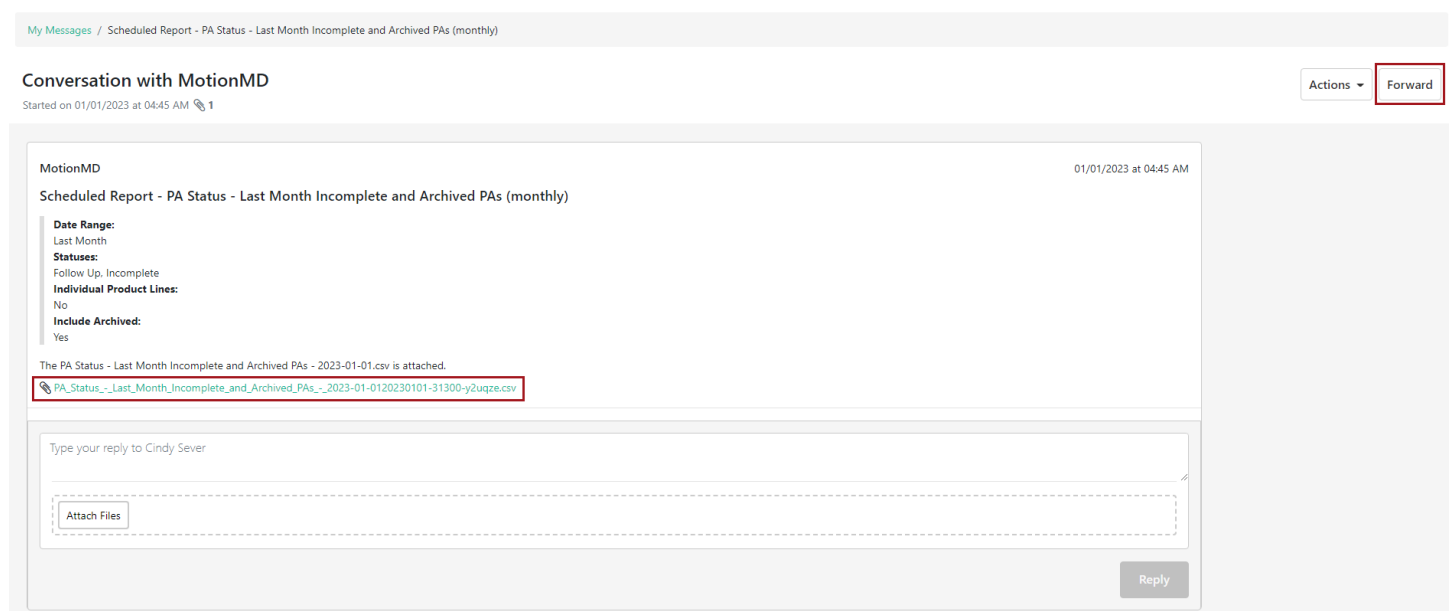 My Messages / Scheduled Report - PA Status - Last Month Incomplete and Archived PAs (monthly)
Conversation with MotionMD
Actions
Forward
Started on 01/01/2023 at 04:45 AM 1
MotionMD
01/01/2023 at 04:45 AM
Scheduled Report - PA Status - Last Month Incomplete and Archived PAs (monthly)
Date Range:
Last Month
Statuses:
Follow Up, Incomplete
Individual Product Lines:
No
Include Archived:
Yes
The PA Status - Last Month Incomplete and Archived PAs - 2023-01-01.csv is attached.
PA_Status_-_Last_Month_Incomplete_and_Archived_PAs_-_2023-01-0120230101-31300-y2uqze.csv
Type your reply to Cindy Sever
Attach Files
Reply